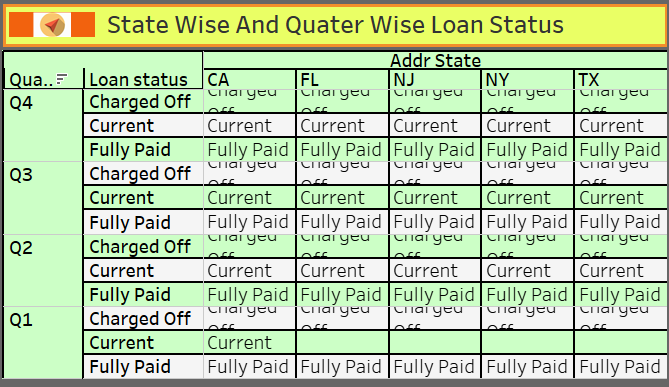 State Wise And Quater Wise Loan Status
Addr State
Qua.. Loan status CA FL NJ NY TX
Q4 Charged Off Charged Off Charged Off Charged Off Charged Off Charged Off
Current Current Current Current Current Current
Fully Paid Fully Paid Fully Paid Fully Paid Fully Paid Fully Paid
Q3 Charged Off Charged Off Charged Off Charged Off Charged Off Charged Off
Current Current Current Current Current Current
Fully Paid Fully Paid Fully Paid Fully Paid Fully Paid Fully Paid
Q2 Charged Off Charged Off Charged Off Charged Off Charged Off Charged Off
Current Current Current Current Current Current
Fully Paid Fully Paid Fully Paid Fully Paid Fully Paid Fully Paid
Q1 Charged Off Charged Off Charged Off Charged Off Charged Off Charged Off
Current Current
Fully Paid Fully Paid Fully Paid Fully Paid Fully Paid Fully Paid